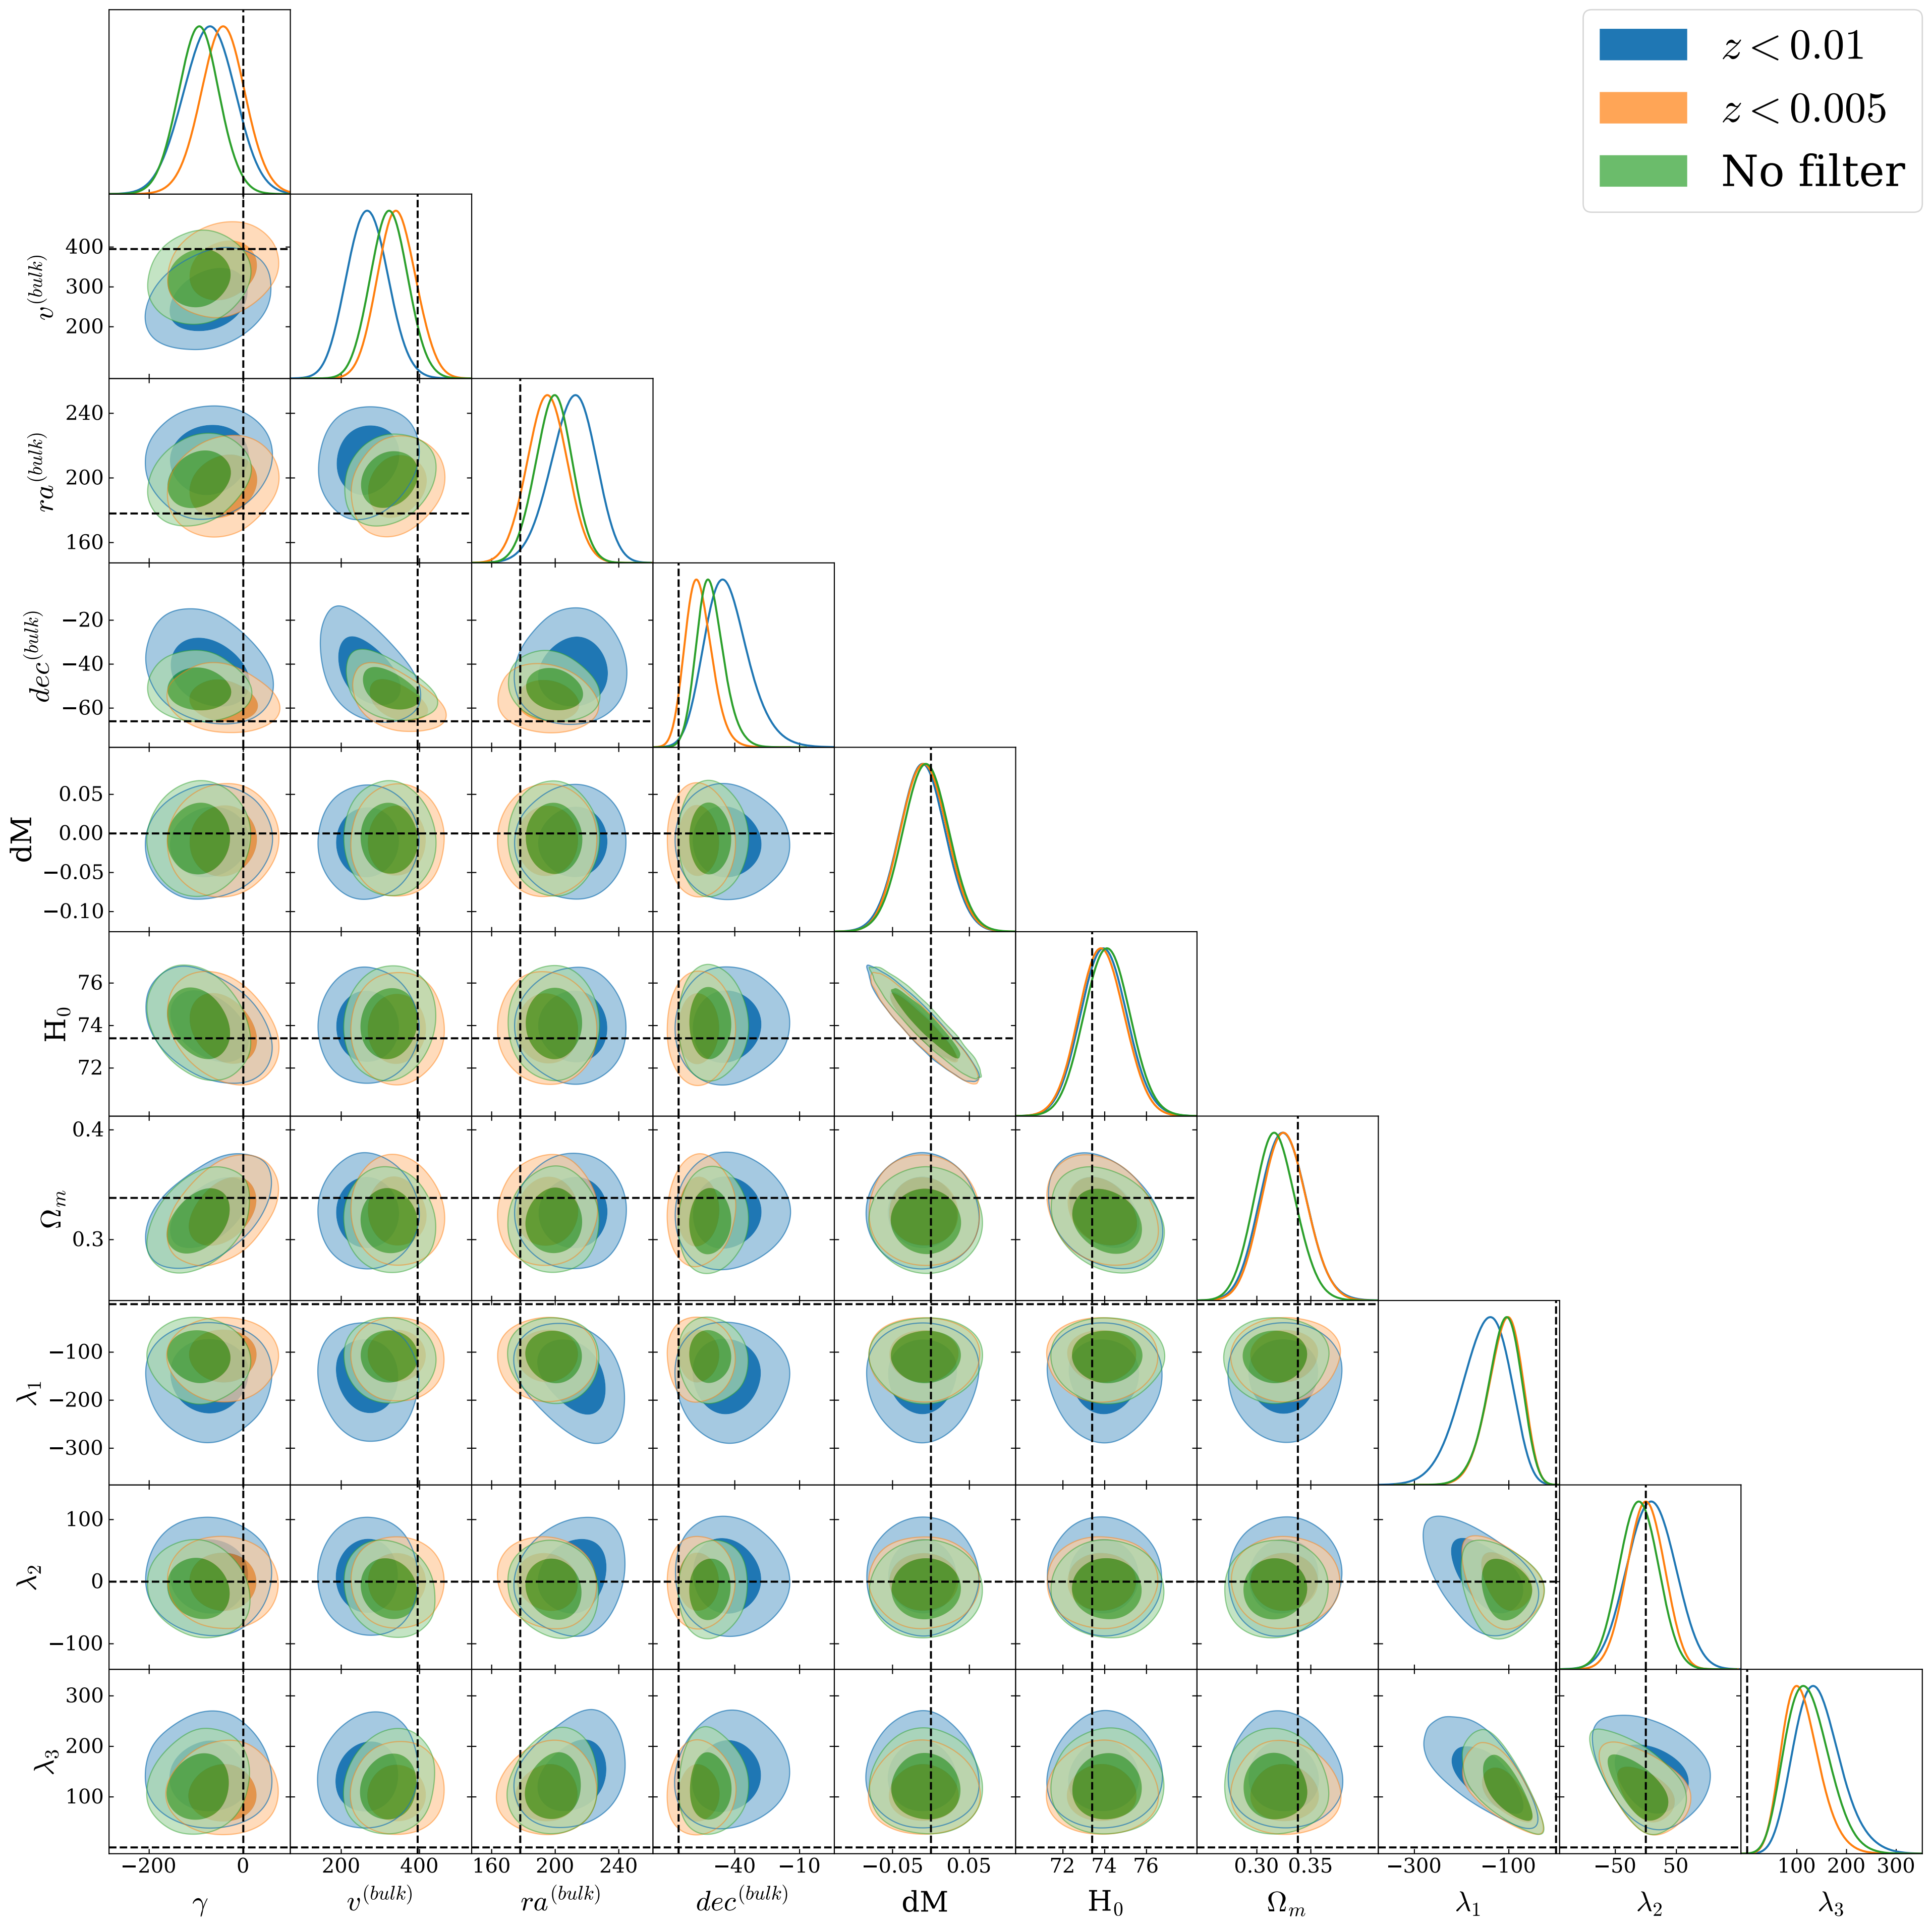 z < 0.01
z < 0.005
No filter
v^(bulk)
400
300
200
ra^(bulk)
240
200
160
dec^(bulk)
−20
−40
−60
dM
0.05
0.00
−0.05
−0.10
H₀
76
74
72
Ωₘ
0.4
0.3
λ₁
−100
−200
−300
λ₂
100
0
−100
λ₃
300
200
100
−200 0 200 400 160 200 240 −40 −10 −0.05 0.05 72 74 76 0.30 0.35 −300 −100 −50 50 100 200 300
γ v^(bulk) ra^(bulk) dec^(bulk) dM H₀ Ωₘ λ₁ λ₂ λ₃